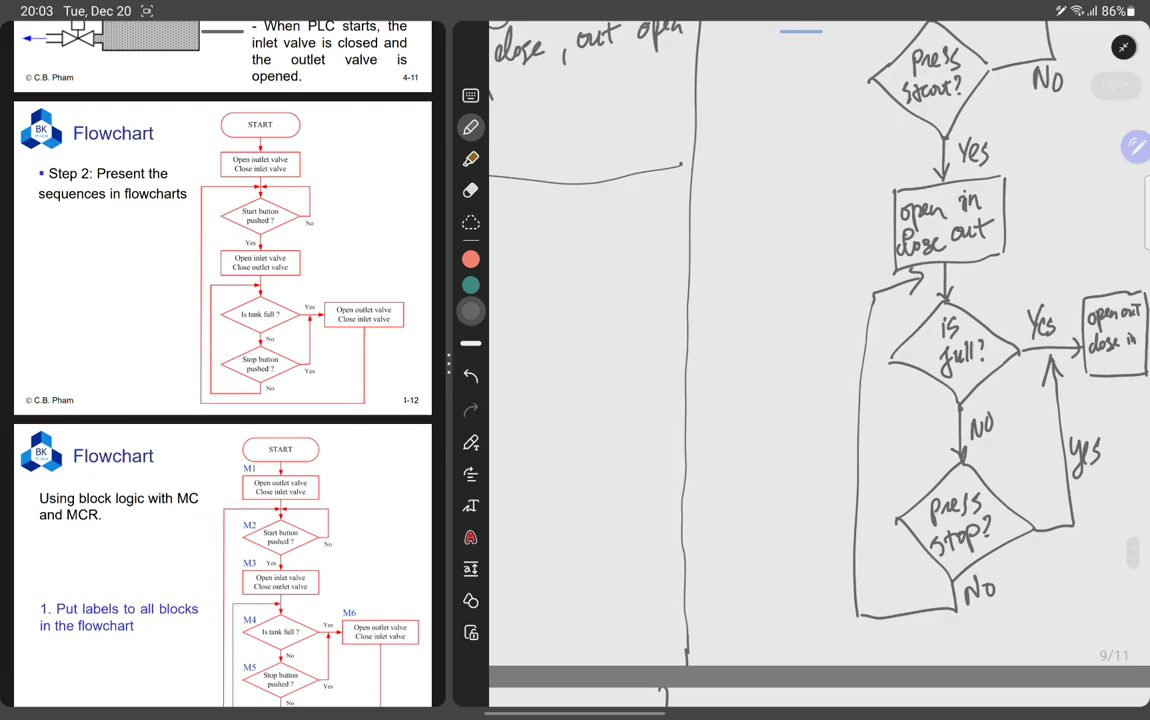 20:03 Tue, Dec 20
86%
- When PLC starts, the
inlet valve is closed and
the outlet valve is
opened.
© C.B. Pham
4-11
BK
Flowchart
▪ Step 2: Present the
sequences in flowcharts
START
Open outlet valve
Close inlet valve
Start button
pushed ?
No
Yes
Open inlet valve
Close outlet valve
Is tank full ?
Yes
Open outlet valve
Close inlet valve
No
Stop button
pushed ?
Yes
No
© C.B. Pham
4-12
BK
Flowchart
Using block logic with MC
and MCR.
1. Put labels to all blocks
in the flowchart
START
M1
Open outlet valve
Close inlet valve
M2
Start button
pushed ?
No
M3
Yes
Open inlet valve
Close outlet valve
M4
Is tank full ?
Yes
M6
Open outlet valve
Close inlet valve
No
M5
Stop button
pushed ?
Yes
No
close, out open
press
start?
NO
Yes
open in
close out
is
full?
Yes
open out
close in
NO
press
stop?
yes
No
9/11